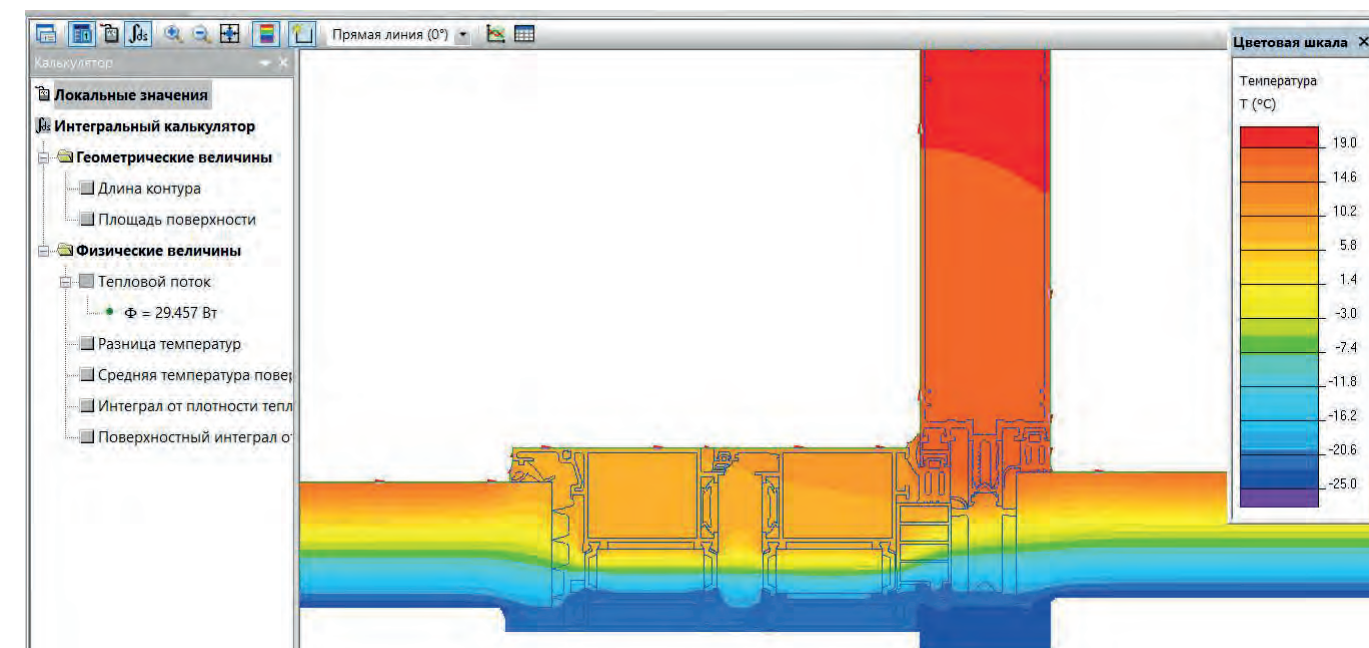 Прямая линия (0°)
Калькулятор
Локальные значения
Интегральный калькулятор
Геометрические величины
Длина контура
Площадь поверхности
Физические величины
Тепловой поток
Φ = 29.457 Вт
Разница температур
Средняя температура повер
Интеграл от плотности тепл
Поверхностный интеграл о
Цветовая шкала
Температура
T (°C)
19.0
14.6
10.2
5.8
1.4
-3.0
-7.4
-11.8
-16.2
-20.6
-25.0